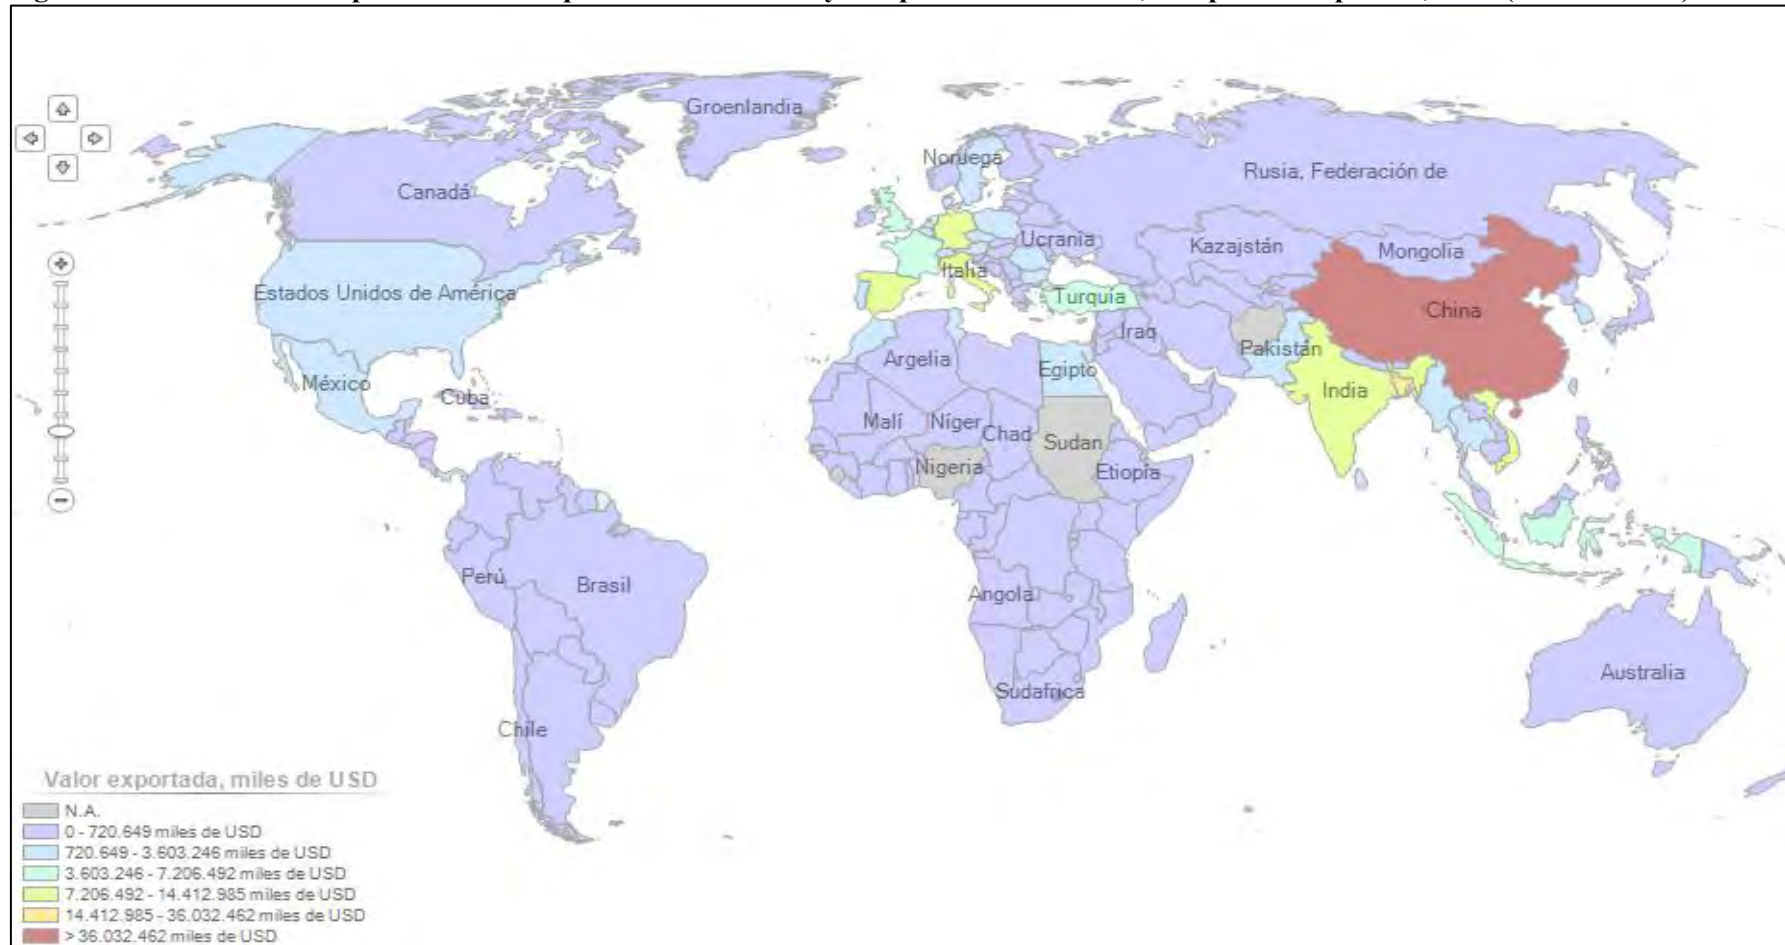 Groenlandia
Noruega
Rusia, Federación de
Canadá
Ucrania
Kazajstán
Mongolia
Italia
Estados Unidos de América
Turquía
China
Iraq
Pakistán
Argelia
Egipto
México
India
Cuba
Malí
Níger
Chad
Sudan
Nigeria
Etiopía
Perú
Brasil
Angola
Australia
Sudafrica
Chile
Valor exportada, miles de USD
N.A.
0 - 720.649 miles de USD
720.649 - 3.603.246 miles de USD
3.603.246 - 7.206.492 miles de USD
7.206.492 - 14.412.985 miles de USD
14.412.985 - 36.032.462 miles de USD
> 36.032.462 miles de USD